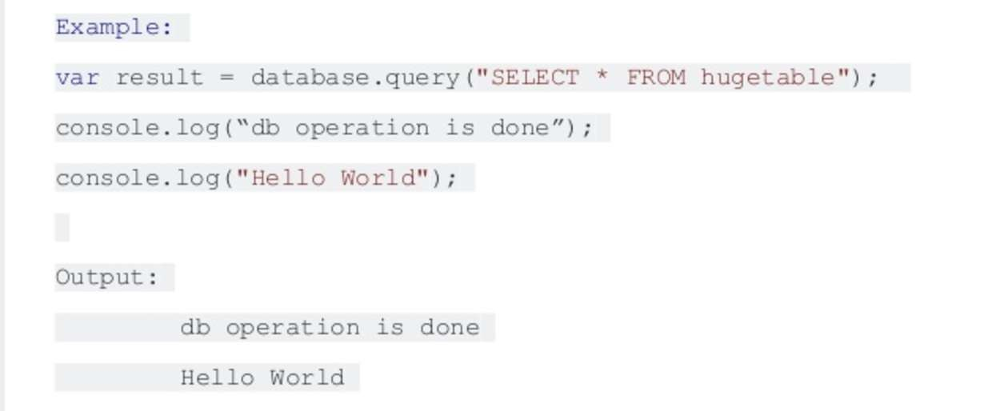 Example:
var result = database.query("SELECT * FROM hugetable");
console.log(“db operation is done”);
console.log("Hello World");
Output:
db operation is done
Hello World